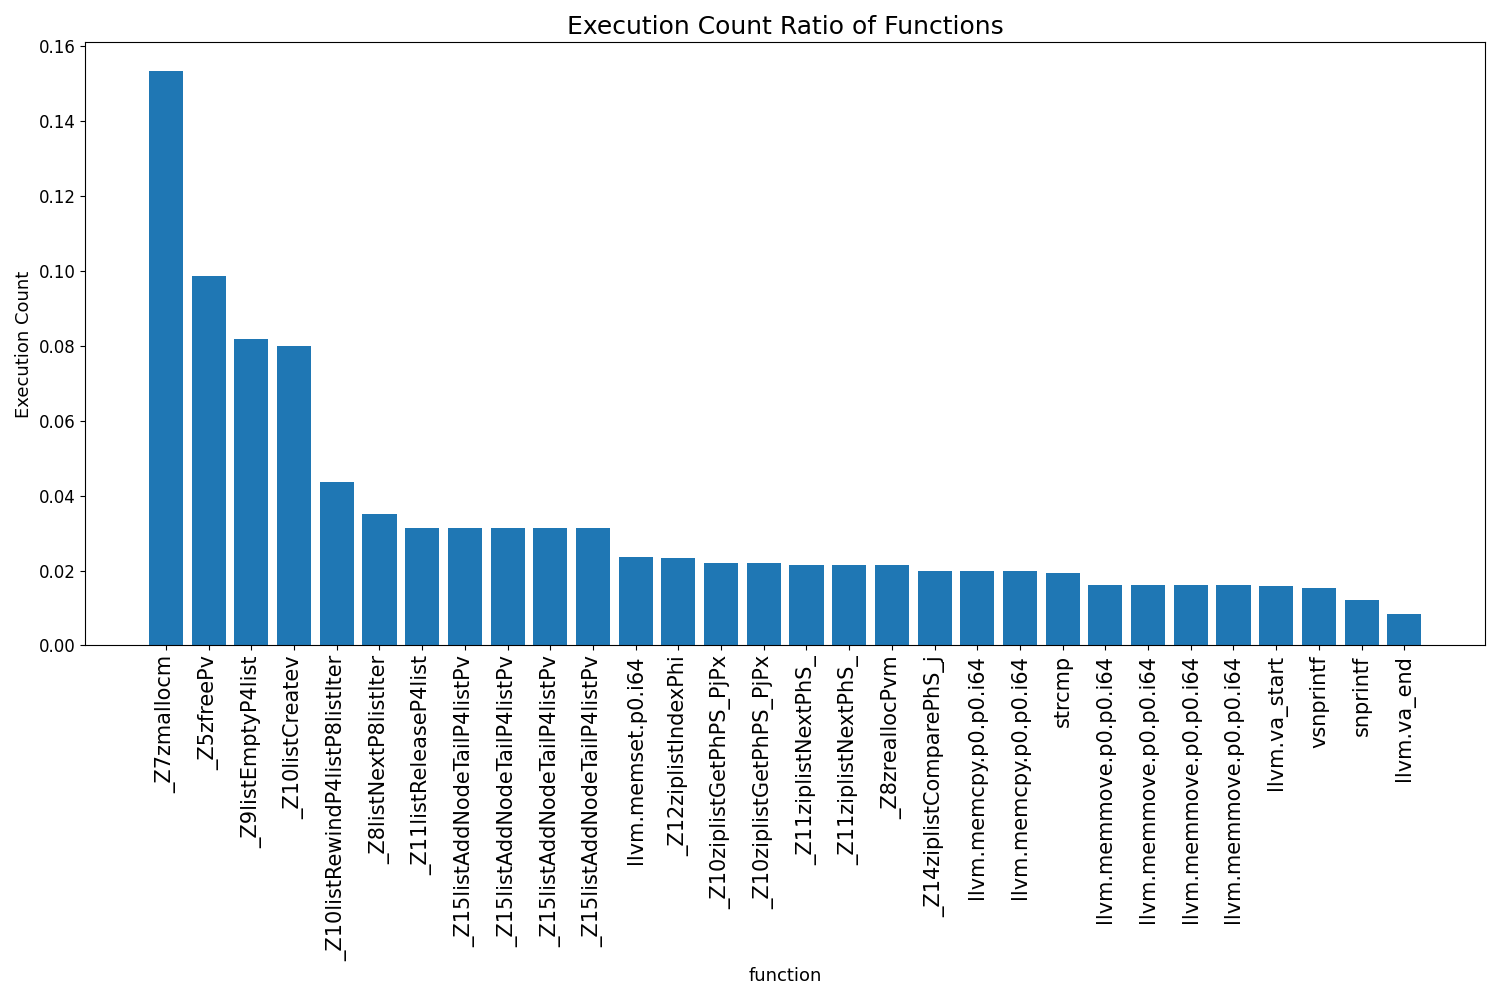 Execution Count Ratio of Functions
0.16
0.14
0.12
0.10
0.08
0.06
0.04
0.02
0.00
Execution Count
_Z7zmallocm
_Z5zfreePv
_Z9listEmptyP4list
_Z10listCreatev
_Z10listRewindP4listP8listIter
_Z8listNextP8listIter
_Z11listReleaseP4list
_Z15listAddNodeTailP4listPv
_Z15listAddNodeTailP4listPv
_Z15listAddNodeTailP4listPv
_Z15listAddNodeTailP4listPv
llvm.memset.p0.i64
_Z12ziplistIndexPhi
_Z10ziplistGetPhPS_PjPx
_Z10ziplistGetPhPS_PjPx
_Z11ziplistNextPhS_
_Z11ziplistNextPhS_
_Z8zreallocPvm
_Z14ziplistComparePhS_j
llvm.memcpy.p0.p0.i64
llvm.memcpy.p0.p0.i64
strcmp
llvm.memmove.p0.p0.i64
llvm.memmove.p0.p0.i64
llvm.memmove.p0.p0.i64
llvm.memmove.p0.p0.i64
llvm.va_start
vsnprintf
snprintf
llvm.va_end
function